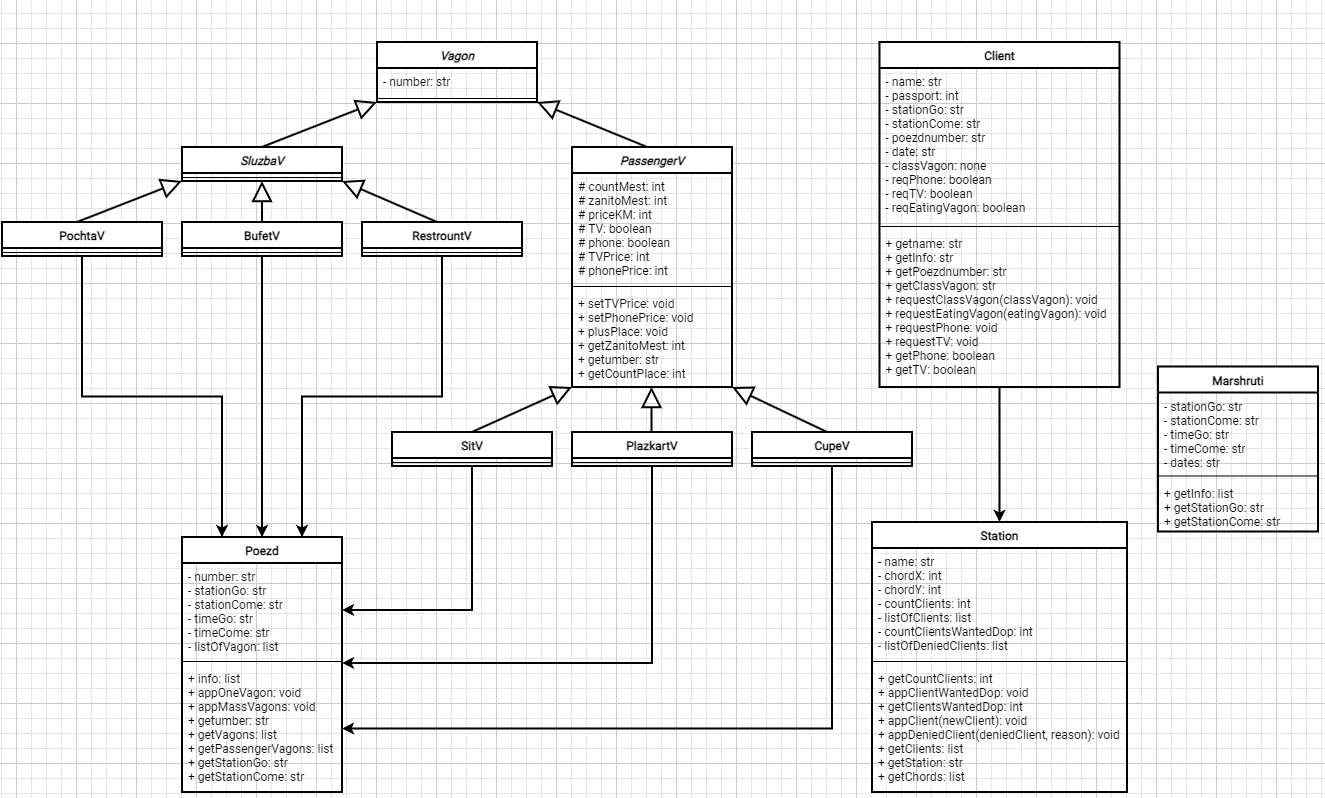 Vagon
- number: str
SluzbaV
PochtaV
BufetV
RestrountV
PassengerV
# countMest: int
# zanitoMest: int
# priceKM: int
# TV: boolean
# phone: boolean
# TVPrice: int
# phonePrice: int
+ setTVPrice: void
+ setPhonePrice: void
+ plusPlace: void
+ getZanitoMest: int
+ getumber: str
+ getCountPlace: int
SitV
PlazkartV
CupeV
Poezd
- number: str
- stationGo: str
- stationCome: str
- timeGo: str
- timeCome: str
- listOfVagon: list
+ info: list
+ appOneVagon: void
+ appMassVagons: void
+ getumber: str
+ getVagons: list
+ getPassengerVagons: list
+ getStationGo: str
+ getStationCome: str
Client
- name: str
- passport: int
- stationGo: str
- stationCome: str
- poezdnumber: str
- date: str
- classVagon: none
- reqPhone: boolean
- reqTV: boolean
- reqEatingVagon: boolean
+ getname: str
+ getInfo: str
+ getPoezdnumber: str
+ getClassVagon: str
+ requestClassVagon(classVagon): void
+ requestEatingVagon(eatingVagon): void
+ requestPhone: void
+ requestTV: void
+ getPhone: boolean
+ getTV: boolean
Station
- name: str
- chordX: int
- chordY: int
- countClients: int
- listOfClients: list
- countClientsWantedDop: int
- listOfDeniedClients: list
+ getCountClients: int
+ appClientWantedDop: void
+ getClientsWantedDop: int
+ appClient(newClient): void
+ appDeniedClient(deniedClient, reason): void
+ getClients: list
+ getStation: str
+ getChords: list
Marshruti
- stationGo: str
- stationCome: str
- timeGo: str
- timeCome: str
- dates: str
+ getInfo: list
+ getStationGo: str
+ getStationCome: str